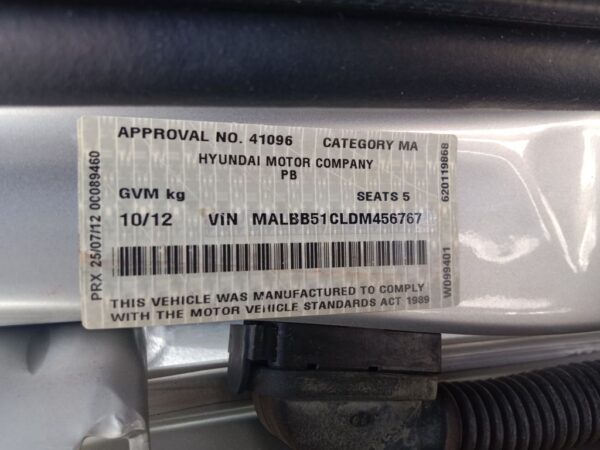 APPROVAL NO. 41096 CATEGORY MA
HYUNDAI MOTOR COMPANY
PB
GVM kg SEATS 5
10/12 ViN MALBB51CLDM456767
THIS VEHICLE WAS MANUFACTURED TO COMPLY
WITH THE MOTOR VEHICLE STANDARDS ACT 1989
PRX 25/07/12 0C089460
620119868
W099401